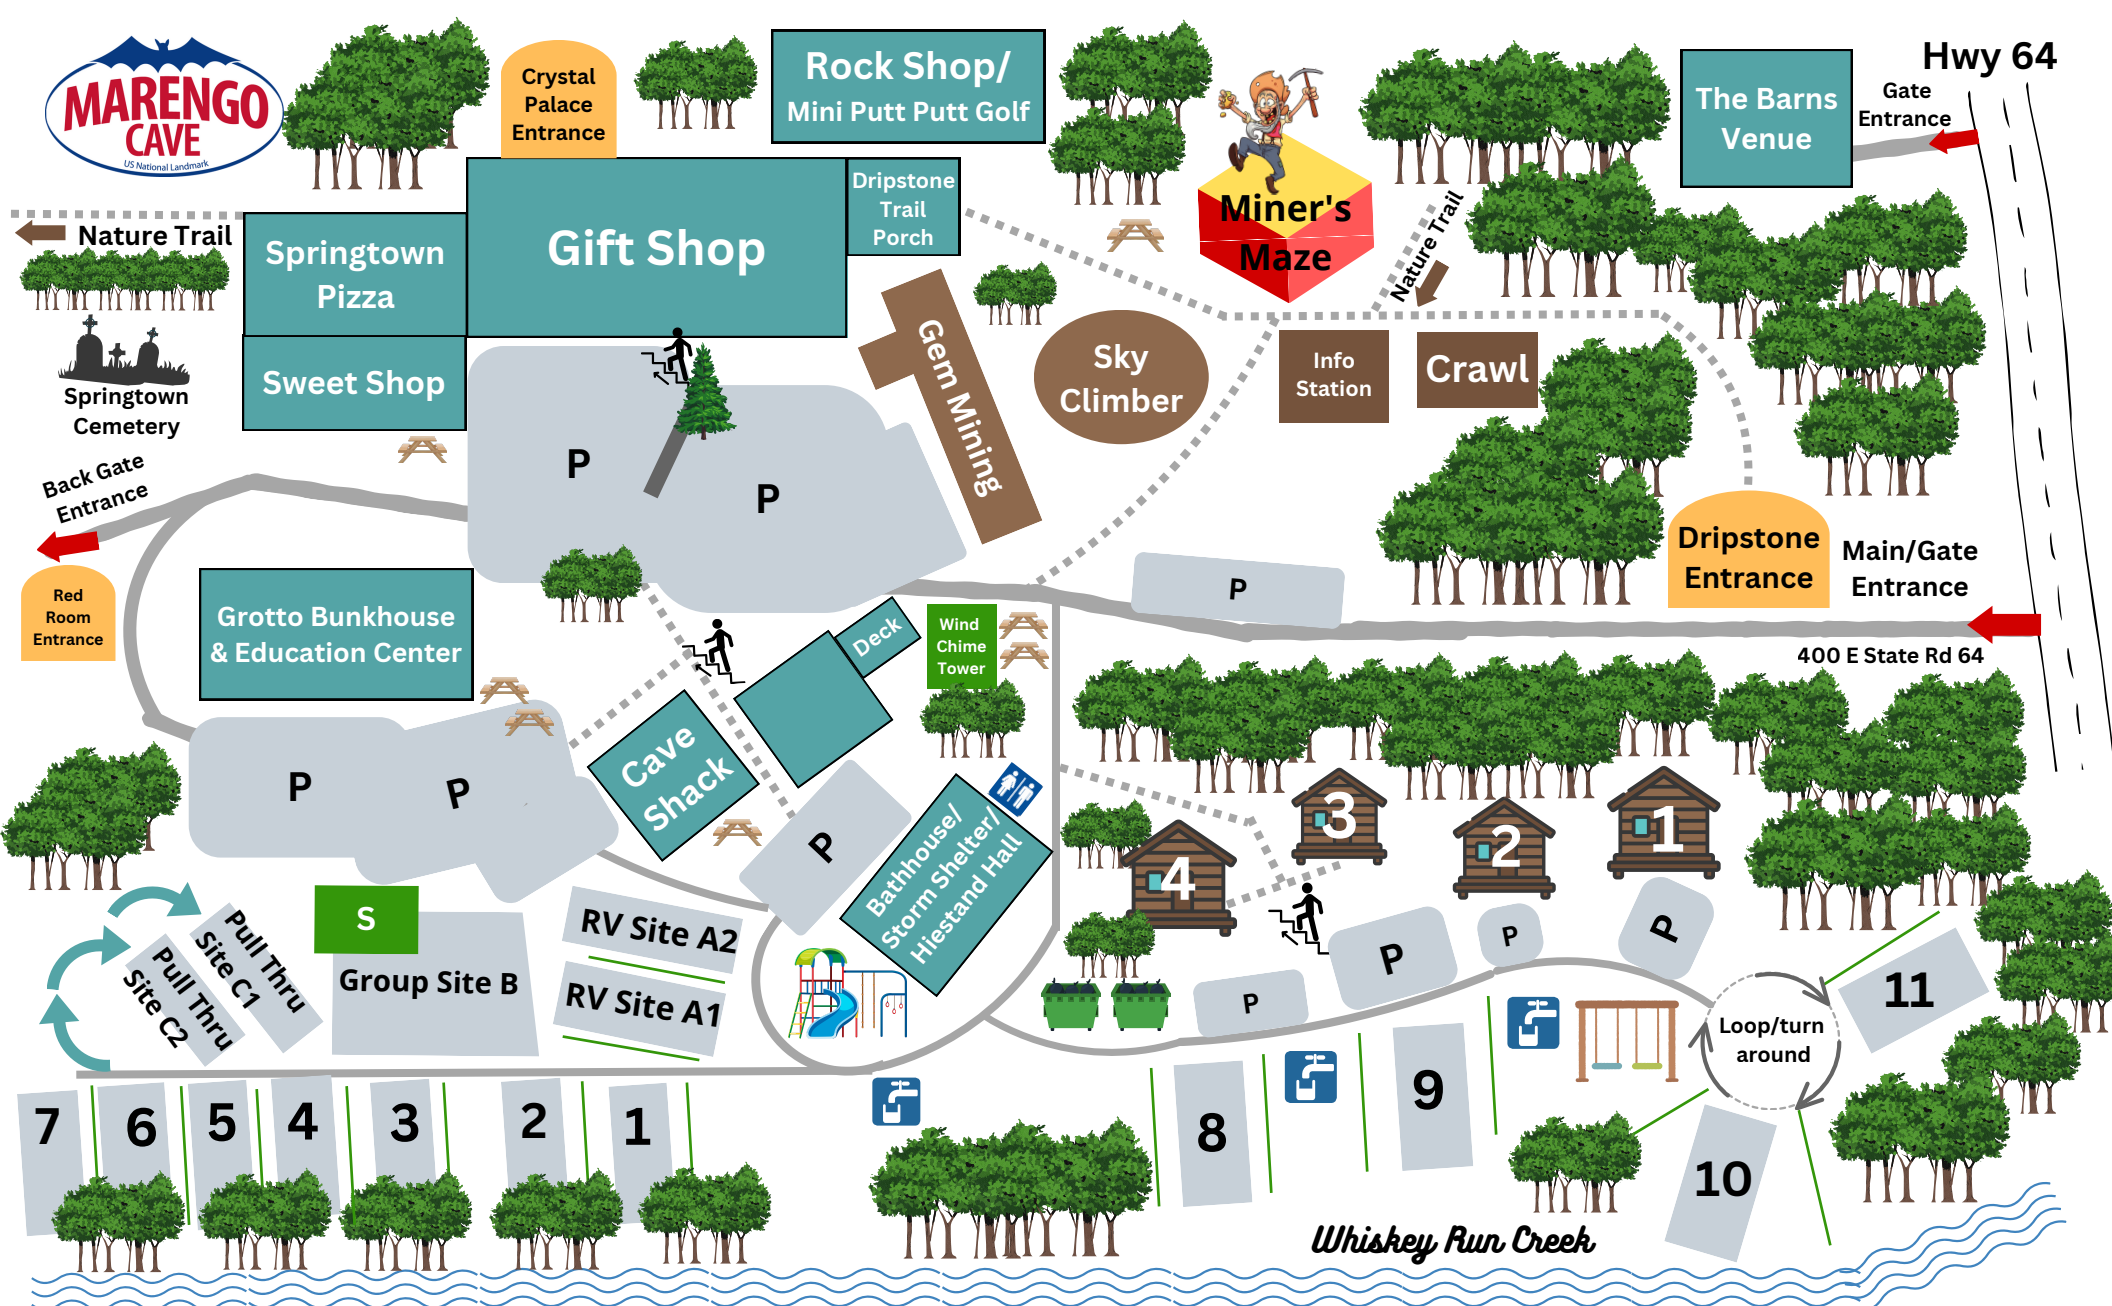 MARENGO
CAVE
US National Landmark
Crystal
Palace
Entrance
Rock Shop/
Mini Putt Putt Golf
Hwy 64
The Barns
Venue
Gate
Entrance
Nature Trail
Springtown
Pizza
Gift Shop
Dripstone
Trail
Porch
Miner's
Maze
Nature Trail
Springtown
Cemetery
Sweet Shop
Gem Mining
Sky
Climber
Info
Station
Crawl
P
P
Back Gate
Entrance
Red
Room
Entrance
Dripstone
Entrance
Main/Gate
Entrance
400 E State Rd 64
P
Grotto Bunkhouse
& Education Center
Deck
Wind
Chime
Tower
Cave
Shack
P
P
P
Bathhouse/
Storm Shelter/
Hiestand Hall
4
3
2
1
P
P
P
P
Pull Thru
Site C1
Pull Thru
Site C2
S
Group Site B
RV Site A2
RV Site A1
Loop/turn
around
11
7
6
5
4
3
2
1
8
9
10
Whiskey Run Creek